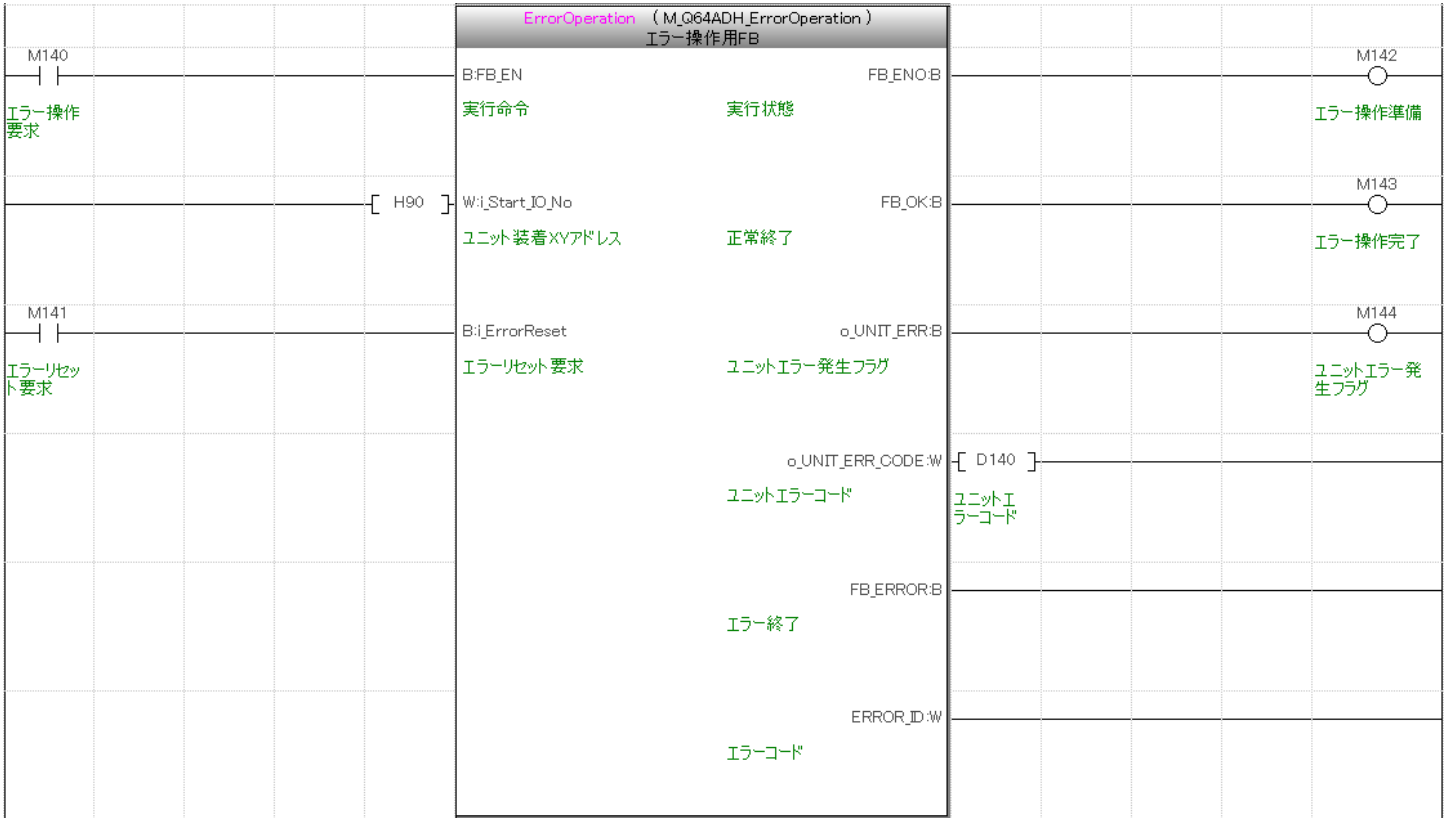 ErrorOperation （M_Q64ADH_ErrorOperation）
エラー操作用FB
M140
B:FB_EN
FB_ENO:B
M142
エラー操作
要求
実行命令
実行状態
エラー操作準備
H90
W:i_Start_IO_No
FB_OK:B
M143
ユニット装着XYアドレス
正常終了
エラー操作完了
M141
B:i_ErrorReset
o_UNIT_ERR:B
M144
エラーリセッ
ト要求
エラーリセット要求
ユニットエラー発生フラグ
ユニットエラー発
生フラグ
o_UNIT_ERR_CODE:W
D140
ユニットエラーコード
ユニットエ
ラーコード
FB_ERROR:B
エラー終了
ERROR_ID:W
エラーコード